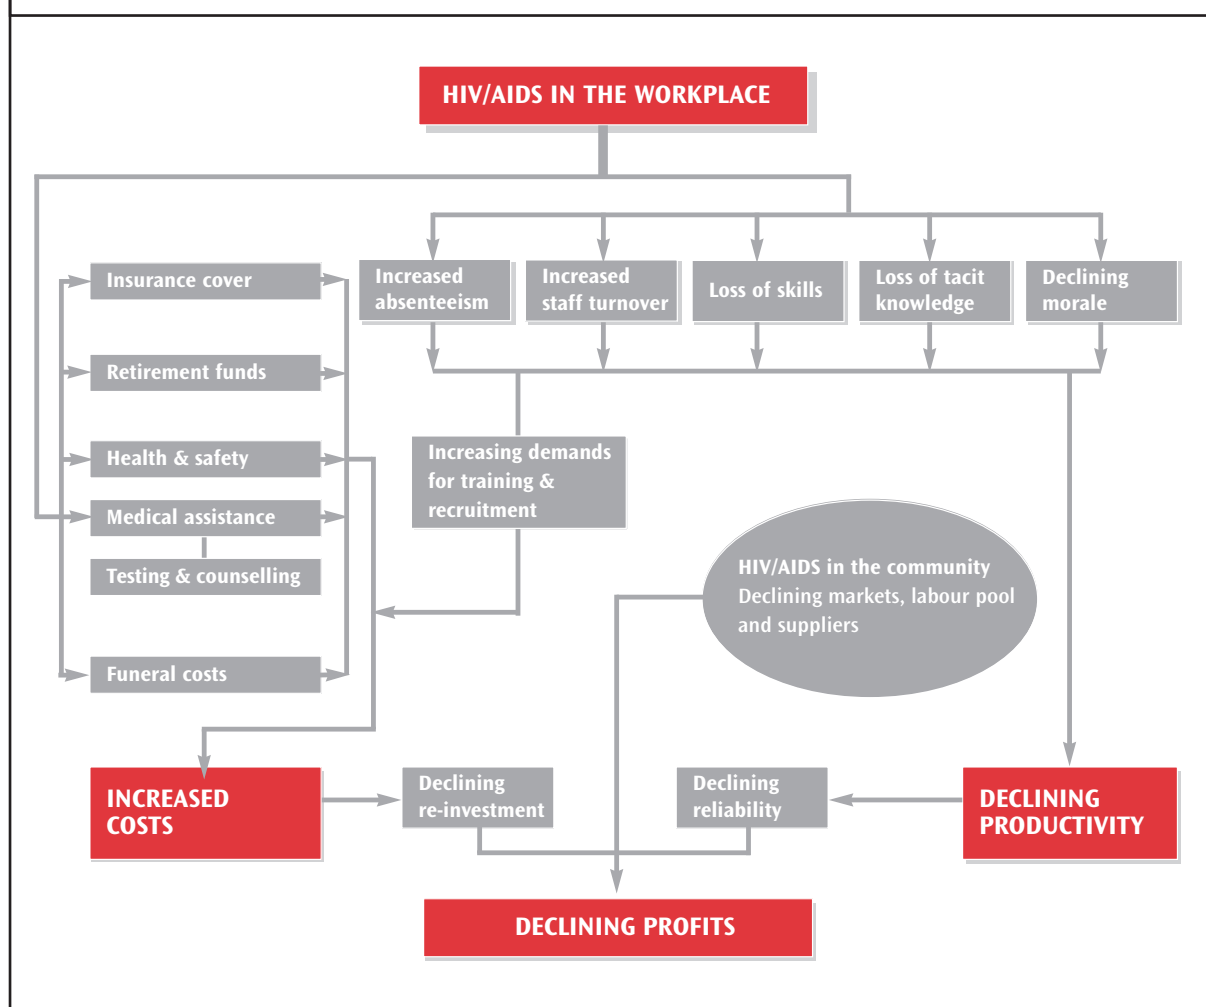 HIV/AIDS IN THE WORKPLACE
Insurance cover
Retirement funds
Health & safety
Medical assistance
Testing & counselling
Funeral costs
Increased
absenteeism
Increased
staff turnover
Loss of skills
Loss of tacit
knowledge
Declining
morale
Increasing demands
for training &
recruitment
HIV/AIDS in the community
Declining markets, labour pool
and suppliers
INCREASED
COSTS
Declining
re-investment
Declining
reliability
DECLINING
PRODUCTIVITY
DECLINING PROFITS